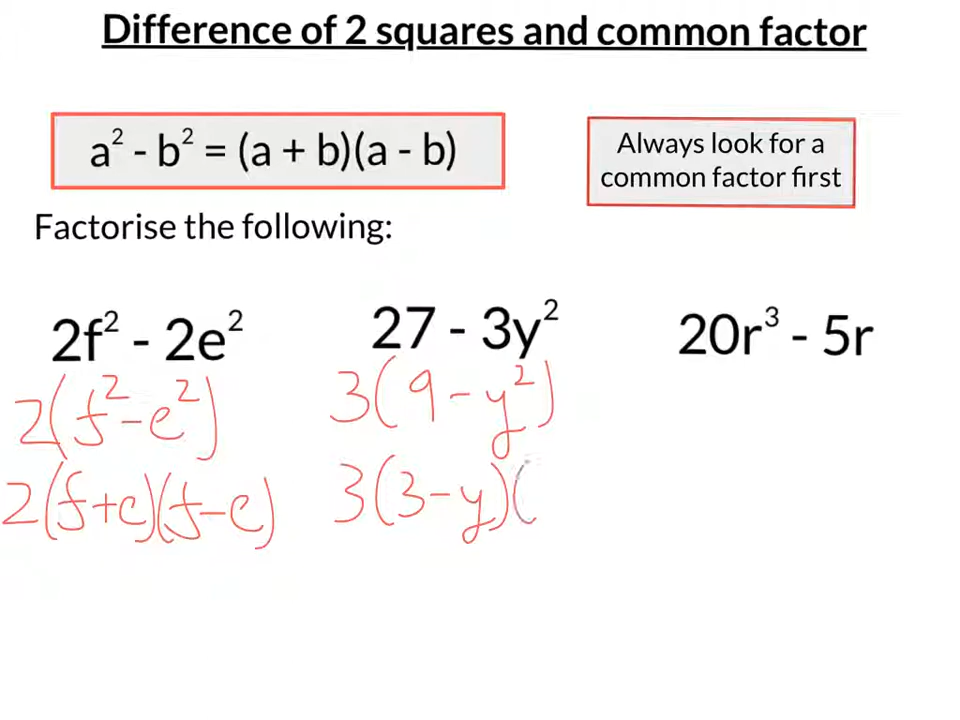 Difference of 2 squares and common factor
a² - b² = (a + b)(a - b)
Always look for a
common factor first
Factorise the following:
2f² - 2e²
2(f²-e²)
2(f+e)(f-e)
27 - 3y²
3(9-y²)
3(3-y)(
20r³ - 5r